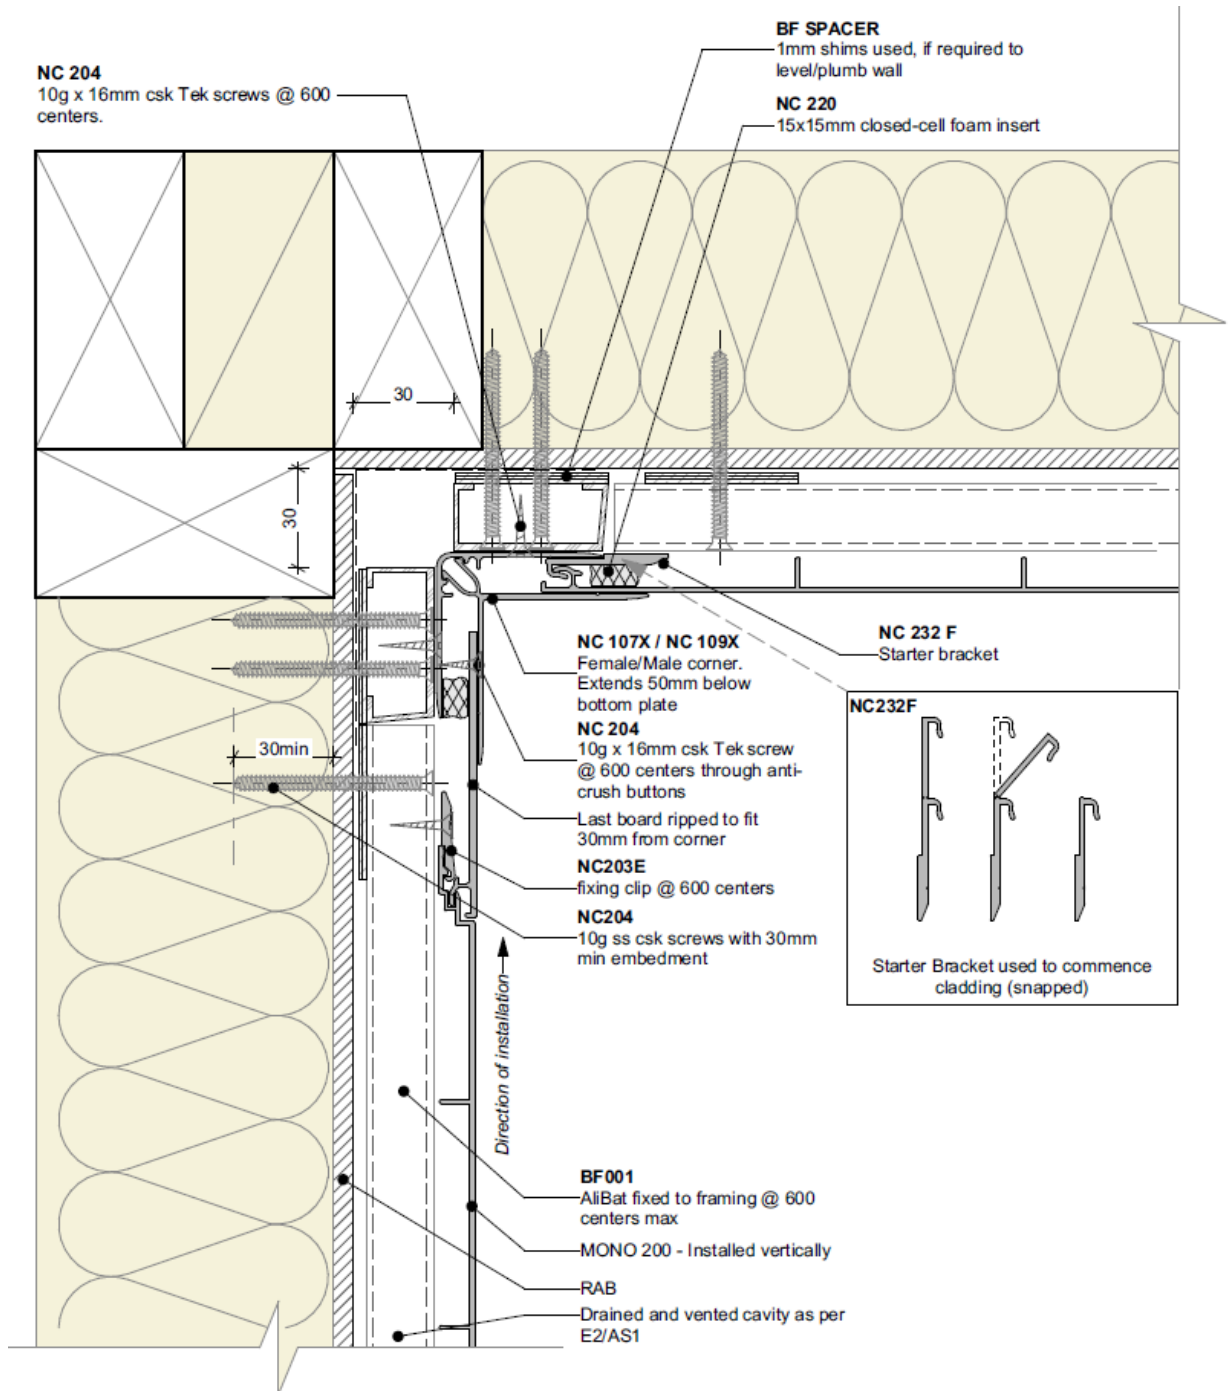 BF SPACER
1mm shims used, if required to
level/plumb wall
NC 204
10g x 16mm csk Tek screws @ 600
centers.
NC 220
15x15mm closed-cell foam insert
30
30
NC 107X / NC 109X
Female/Male corner.
Extends 50mm below
bottom plate
NC 232 F
Starter bracket
NC232F
NC 204
10g x 16mm csk Tek screw
@ 600 centers through anti-
crush buttons
30min
Last board ripped to fit
30mm from corner
NC203E
fixing clip @ 600 centers
NC204
10g ss csk screws with 30mm
min embedment
Starter Bracket used to commence
cladding (snapped)
Direction of installation
BF001
AliBat fixed to framing @ 600
centers max
MONO 200 - Installed vertically
RAB
Drained and vented cavity as per
E2/AS1